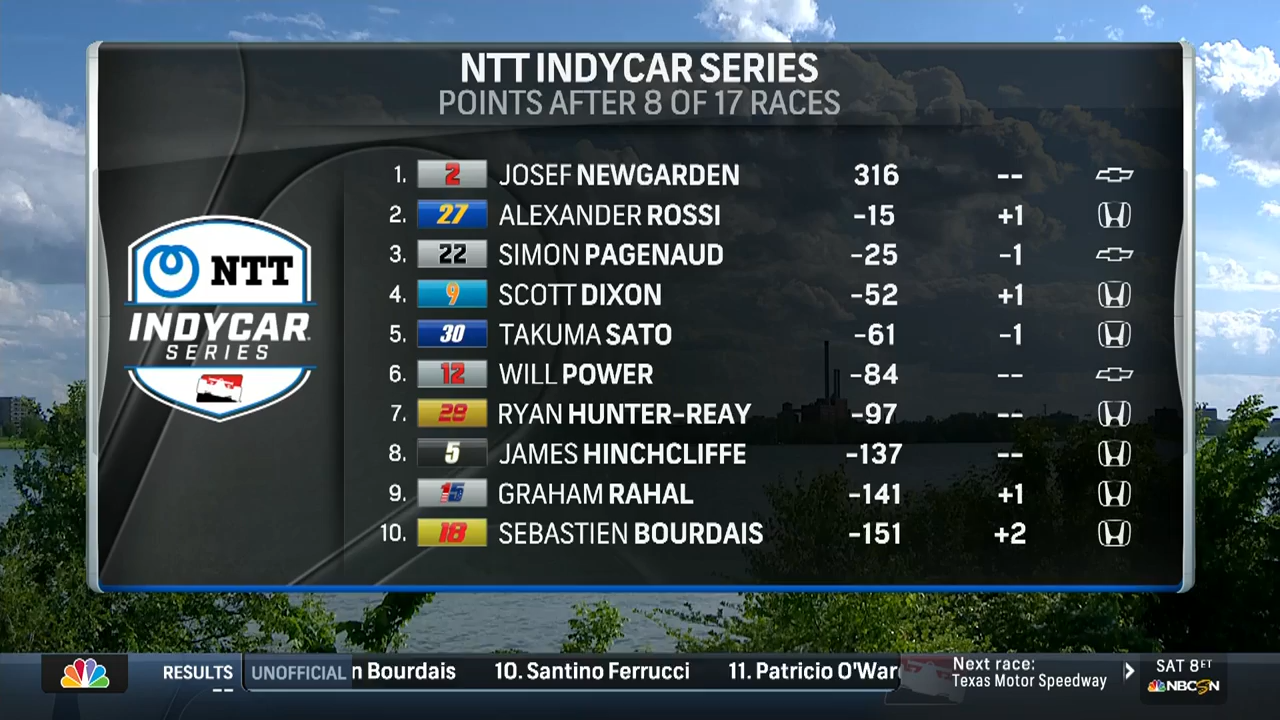 NTT INDYCAR SERIES
POINTS AFTER 8 OF 17 RACES
1. 2 JOSEF NEWGARDEN 316 --
2. 27 ALEXANDER ROSSI -15 +1
3. 22 SIMON PAGENAUD -25 -1
4. 9 SCOTT DIXON -52 +1
5. 30 TAKUMA SATO -61 -1
6. 12 WILL POWER -84 --
7. 28 RYAN HUNTER-REAY -97 --
8. 5 JAMES HINCHCLIFFE -137 --
9. 15 GRAHAM RAHAL -141 +1
10. 18 SEBASTIEN BOURDAIS -151 +2
NTT
INDYCAR
SERIES
RESULTS -- UNOFFICIAL n Bourdais 10. Santino Ferrucci 11. Patricio O'War
Next race:
Texas Motor Speedway
SAT 8ET
NBCSN